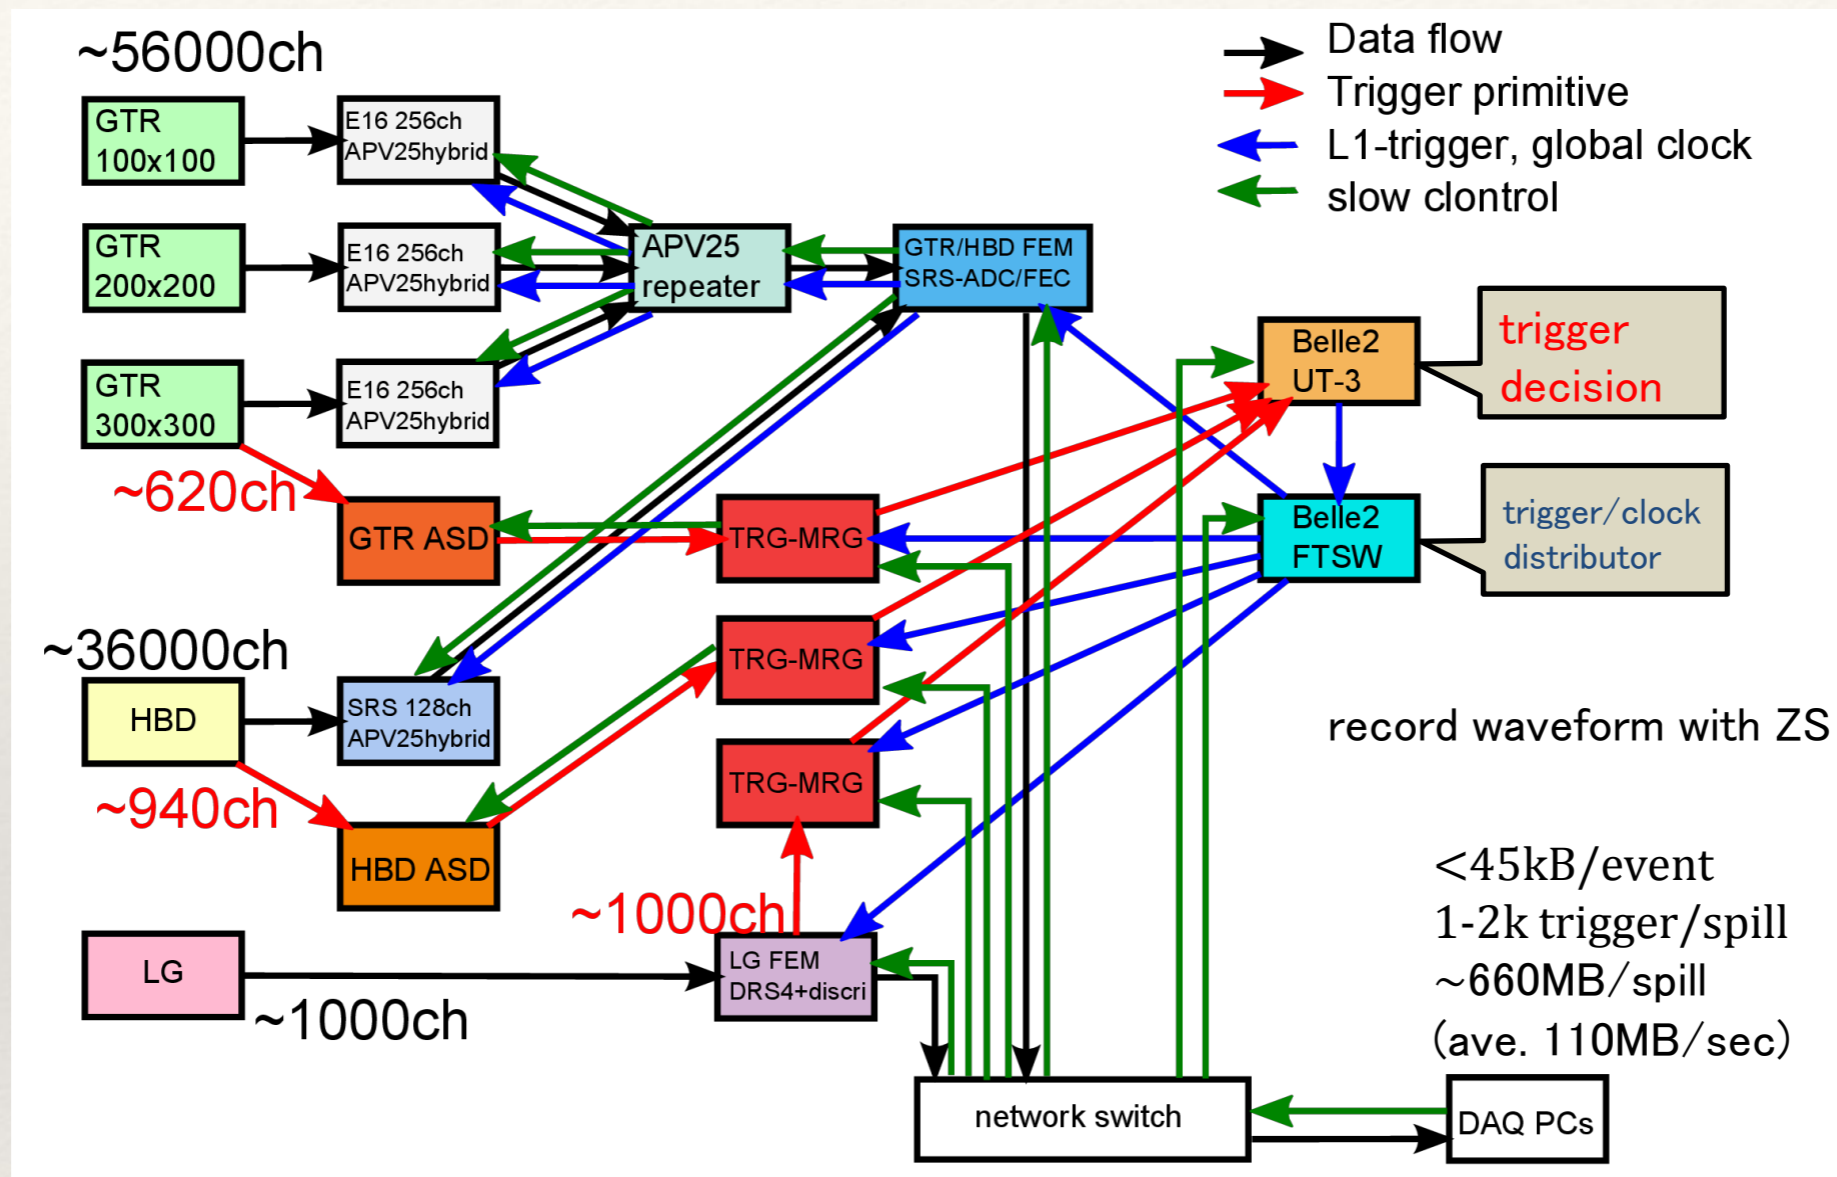 ~56000ch
Data flow
Trigger primitive
L1-trigger, global clock
slow clontrol
GTR
100x100
E16 256ch
APV25hybrid
GTR
200x200
E16 256ch
APV25hybrid
APV25
repeater
GTR/HBD FEM
SRS-ADC/FEC
GTR
300x300
E16 256ch
APV25hybrid
Belle2
UT-3
trigger
decision
~620ch
GTR ASD
TRG-MRG
Belle2
FTSW
trigger/clock
distributor
~36000ch
HBD
SRS 128ch
APV25hybrid
TRG-MRG
record waveform with ZS
~940ch
HBD ASD
TRG-MRG
~1000ch
LG
~1000ch
LG FEM
DRS4+discri
<45kB/event
1-2k trigger/spill
~660MB/spill
(ave. 110MB/sec)
network switch
DAQ PCs